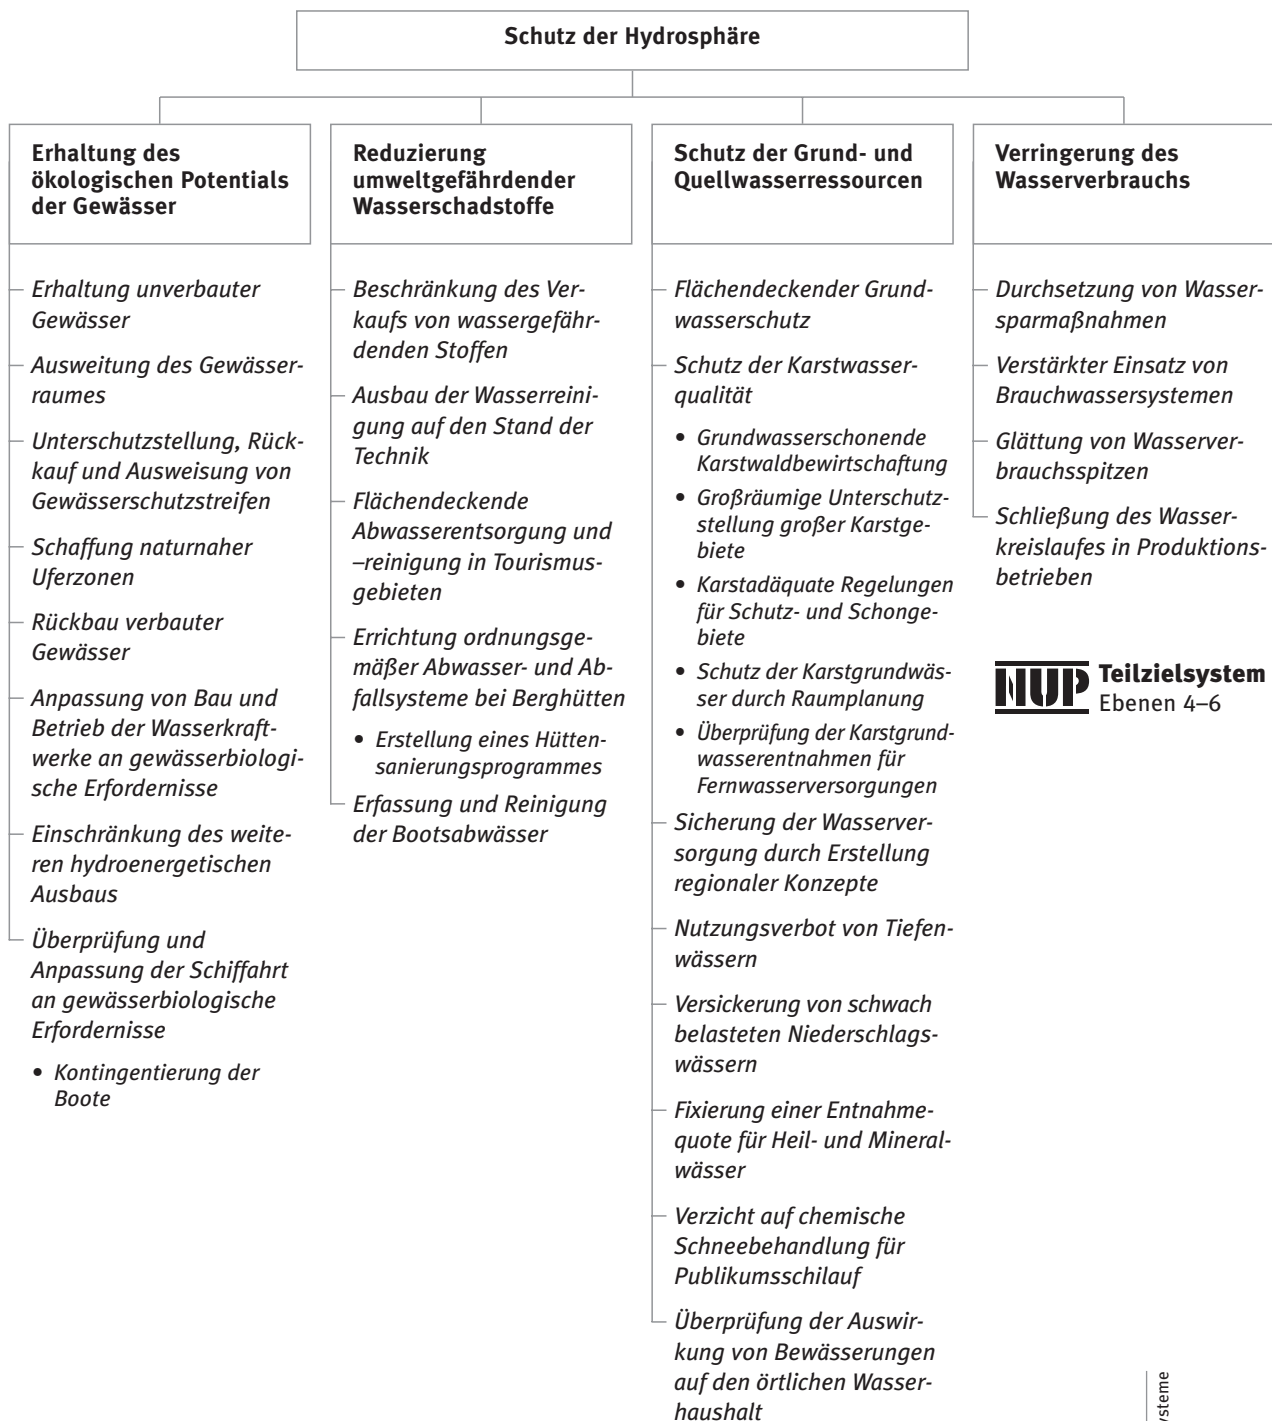 Schutz der Hydrosphäre
Erhaltung des
ökologischen Potentials
der Gewässer
Erhaltung unverbauter
Gewässer
Ausweitung des Gewässer-
raumes
Unterschutzstellung, Rück-
kauf und Ausweisung von
Gewässerschutzstreifen
Schaffung naturnaher
Uferzonen
Rückbau verbauter
Gewässer
Anpassung von Bau und
Betrieb der Wasserkraft-
werke an gewässerbiologi-
sche Erfordernisse
Einschränkung des weite-
ren hydroenergetischen
Ausbaus
Überprüfung und
Anpassung der Schiffahrt
an gewässerbiologische
Erfordernisse
• Kontingentierung der
Boote
Reduzierung
umweltgefährdender
Wasserschadstoffe
Beschränkung des Ver-
kaufs von wassergefähr-
denden Stoffen
Ausbau der Wasserreini-
gung auf den Stand der
Technik
Flächendeckende
Abwasserentsorgung und
–reinigung in Tourismus-
gebieten
Errichtung ordnungsge-
mäßer Abwasser- und Ab-
fallsysteme bei Berghütten
• Erstellung eines Hütten-
sanierungsprogrammes
Erfassung und Reinigung
der Bootsabwässer
Schutz der Grund- und
Quellwasserressourcen
Flächendeckender Grund-
wasserschutz
Schutz der Karstwasser-
qualität
• Grundwasserschonende
Karstwaldbewirtschaftung
• Großräumige Unterschutz-
stellung großer Karstge-
biete
• Karstadäquate Regelungen
für Schutz- und Schonge-
biete
• Schutz der Karstgrundwäs-
ser durch Raumplanung
• Überprüfung der Karstgrund-
wasserentnahmen für
Fernwasserversorgungen
Sicherung der Wasserver-
sorgung durch Erstellung
regionaler Konzepte
Nutzungsverbot von Tiefen-
wässern
Versickerung von schwach
belasteten Niederschlags-
wässern
Fixierung einer Entnahme-
quote für Heil- und Mineral-
wässer
Verzicht auf chemische
Schneebehandlung für
Publikumsschilauf
Überprüfung der Auswir-
kung von Bewässerungen
auf den örtlichen Wasser-
haushalt
Verringerung des
Wasserverbrauchs
Durchsetzung von Wasser-
sparmaßnahmen
Verstärkter Einsatz von
Brauchwassersystemen
Glättung von Wasserver-
brauchsspitzen
Schließung des Wasser-
kreislaufes in Produktions-
betrieben
NUP Teilzielsystem
Ebenen 4–6